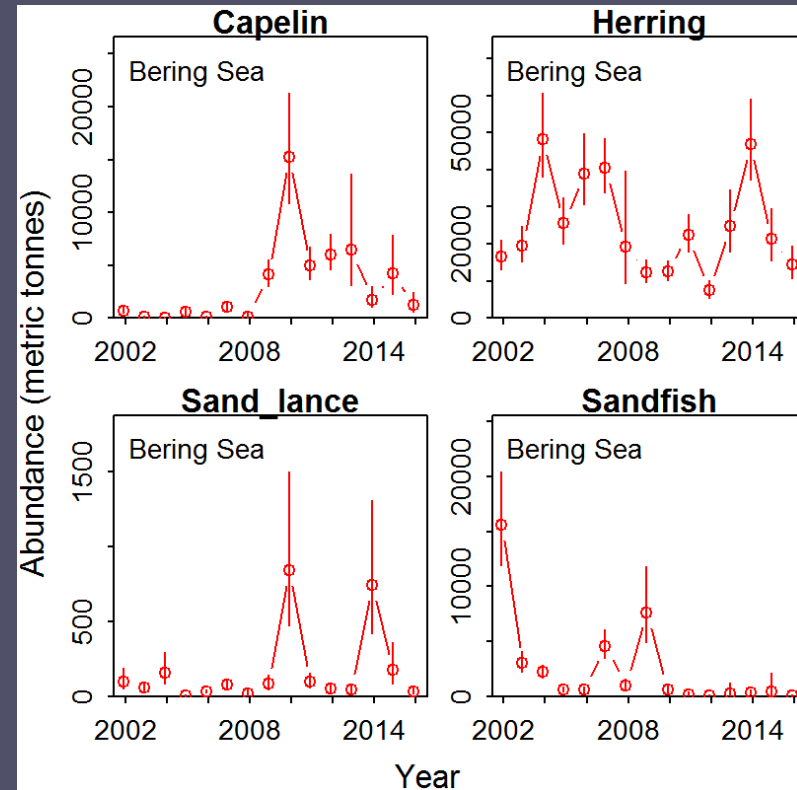 Capelin
Bering Sea
0 10000 20000
2002 2008 2014
Herring
Bering Sea
0 20000 50000
2002 2008 2014
Sand_lance
Bering Sea
0 500 1500
2002 2008 2014
Sandfish
Bering Sea
0 10000 20000
2002 2008 2014
Abundance (metric tonnes)
Year